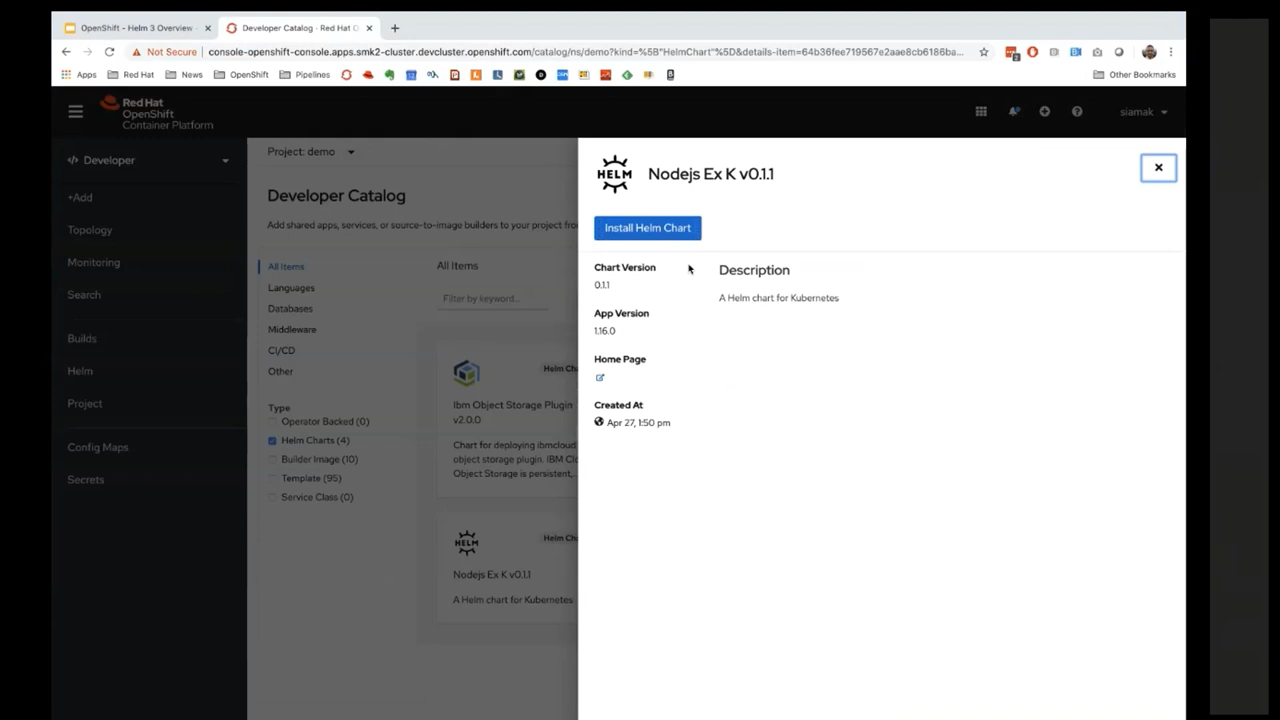 OpenShift - Helm 3 Overview
Developer Catalog · Red Hat O
Not Secure
console-openshift-console.apps.smk2-cluster.devcluster.openshift.com/catalog/ns/demo?kind=%5B"HelmChart"%5D&details-item=64b36fee719567e2aae8cb6186ba...
Apps
Red Hat
News
OpenShift
Pipelines
Other Bookmarks
Red Hat
OpenShift
Container Platform
siamak
Developer
+Add
Topology
Monitoring
Search
Builds
Helm
Project
Config Maps
Secrets
Project: demo
Developer Catalog
Add shared apps, services, or source-to-image builders to your project from
All Items
Languages
Databases
Middleware
CI/CD
Other
Type
Operator Backed (0)
Helm Charts (4)
Builder Image (10)
Template (95)
Service Class (0)
All Items
Filter by keyword...
Helm Cha
Ibm Object Storage Plugin
v2.0.0
Chart for deploying ibmcloud
object storage plugin. IBM Clo
Object Storage is persistent,
HELM
Helm Cha
Nodejs Ex K v0.1.1
A Helm chart for Kubernetes
HELM
Nodejs Ex K v0.1.1
Install Helm Chart
Chart Version
0.1.1
App Version
1.16.0
Home Page
Created At
Apr 27, 1:50 pm
Description
A Helm chart for Kubernetes